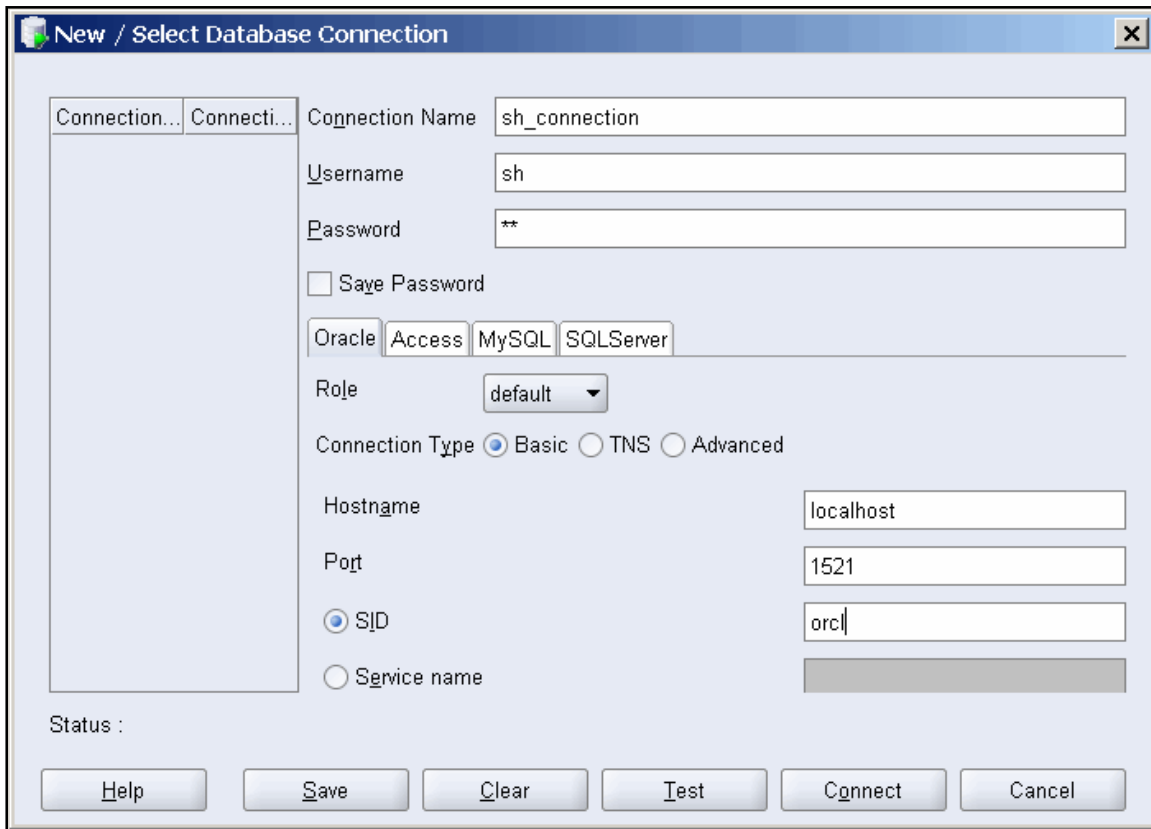 New / Select Database Connection
Connection... Connecti...
Connection Name sh_connection
Username sh
Password **
Save Password
Oracle Access MySQL SQLServer
Role default
Connection Type Basic TNS Advanced
Hostname localhost
Port 1521
SID orcl
Service name
Status :
Help Save Clear Test Connect Cancel